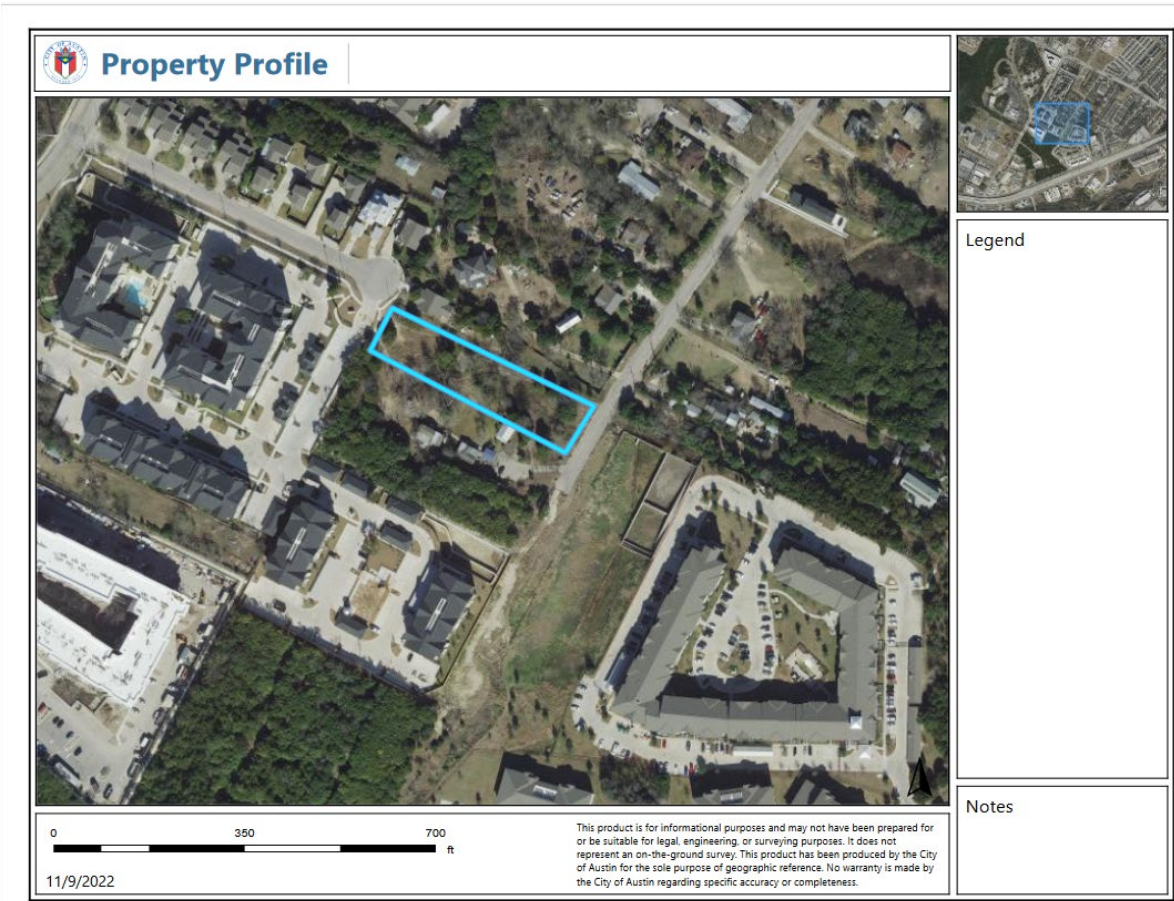 Property Profile
Legend
Notes
0 350 700
ft
11/9/2022
This product is for informational purposes and may not have been prepared for
or be suitable for legal, engineering, or surveying purposes. It does not
represent an on-the-ground survey. This product has been produced by the City
of Austin for the sole purpose of geographic reference. No warranty is made by
the City of Austin regarding specific accuracy or completeness.